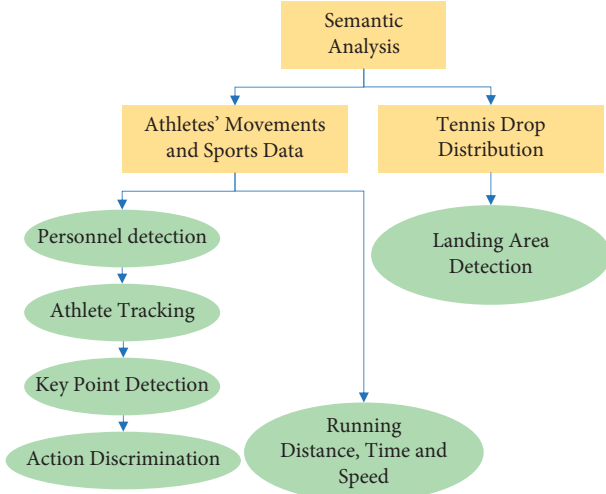 Semantic
Analysis
Athletes’ Movements
and Sports Data
Tennis Drop
Distribution
Personnel detection
Landing Area
Detection
Athlete Tracking
Key Point Detection
Action Discrimination
Running
Distance, Time and
Speed